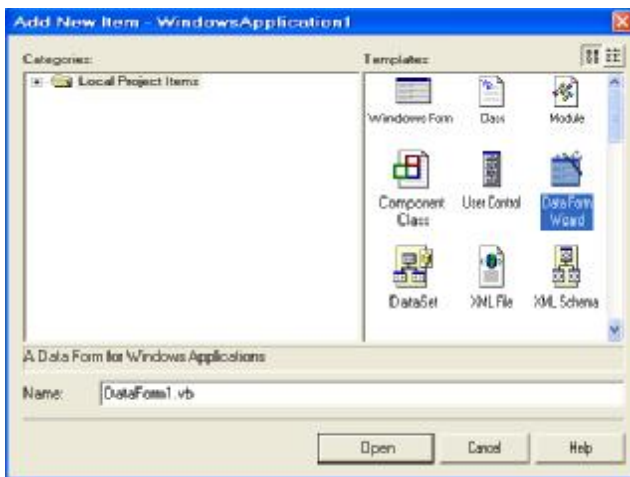 Add New Item - WindowsApplication1
Categories:
Templates:
Local Project Items
Windows Form
Class
Module
Component Class
User Control
Data Form Wizard
DataSet
XML File
XML Schema
A Data Form for Windows Applications
Name:
DataForm1.vb
Open
Cancel
Help